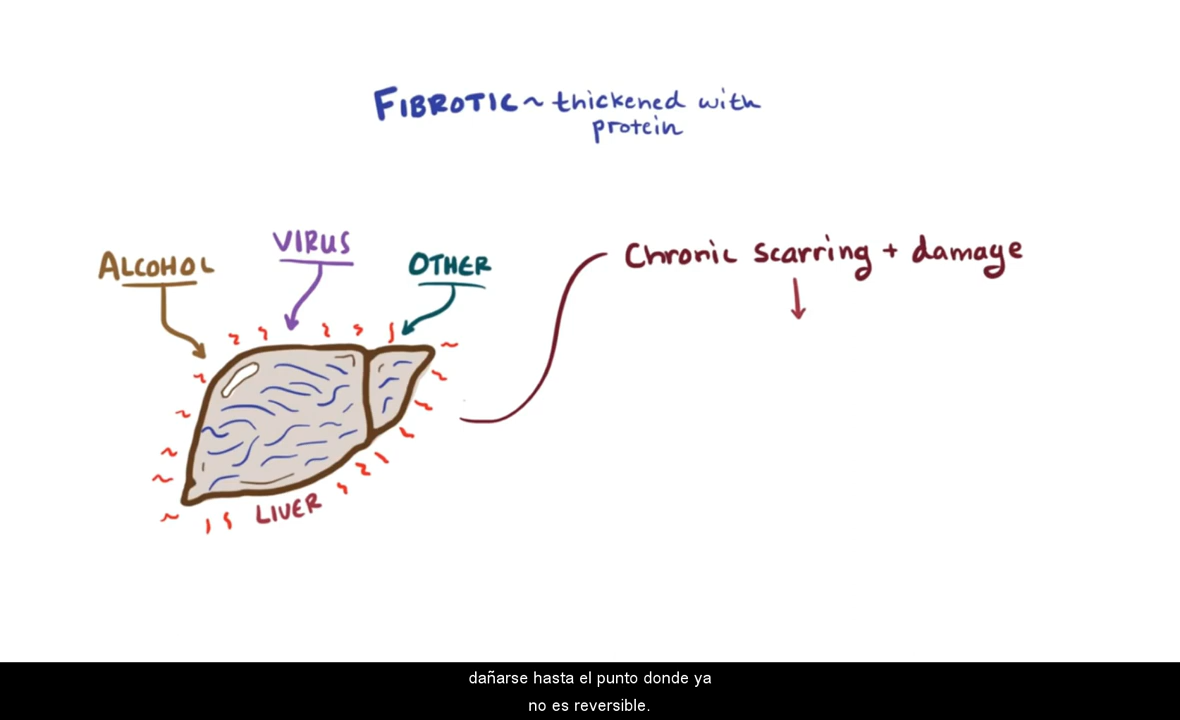 FIBROTIC ~ thickened with
protein
VIRUS
ALCOHOL
OTHER
Chronic scarring + damage
LIVER
dañarse hasta el punto donde ya
no es reversible.